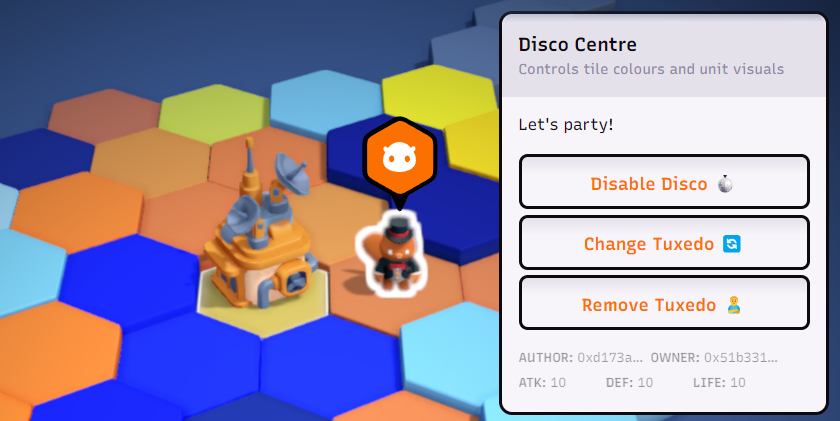 Disco Centre
Controls tile colours and unit visuals
Let's party!
Disable Disco
Change Tuxedo
Remove Tuxedo
AUTHOR: 0xd173a... OWNER: 0x51b331...
ATK: 10 DEF: 10 LIFE: 10